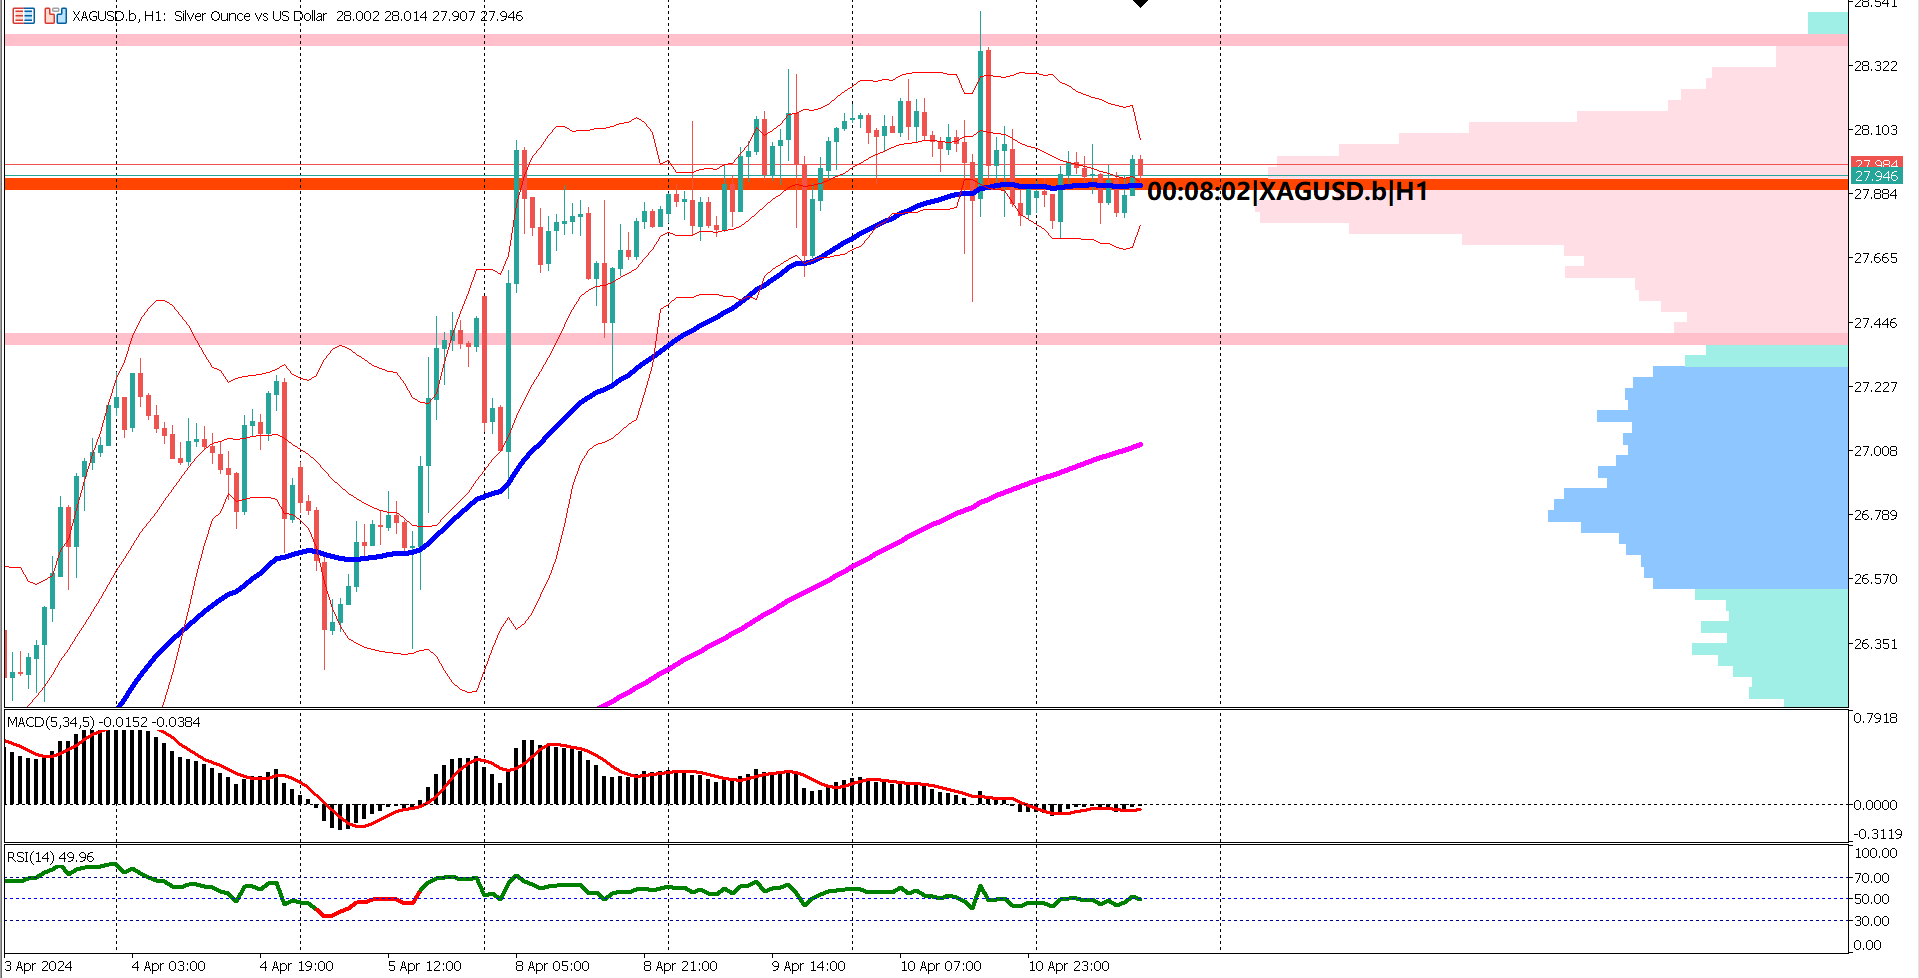 XAGUSD.b, H1:  Silver Ounce vs US Dollar  28.002 28.014 27.907 27.946
28.541
28.322
28.103
27.984
27.946
27.884
00:08:02|XAGUSD.b|H1
27.665
27.446
27.227
27.008
26.789
26.570
26.351
MACD(5,34,5) -0.0152 -0.0384
0.7918
0.0000
-0.3119
RSI(14) 49.96
100.00
70.00
50.00
30.00
0.00
3 Apr 2024
4 Apr 03:00
4 Apr 19:00
5 Apr 12:00
8 Apr 05:00
8 Apr 21:00
9 Apr 14:00
10 Apr 07:00
10 Apr 23:00